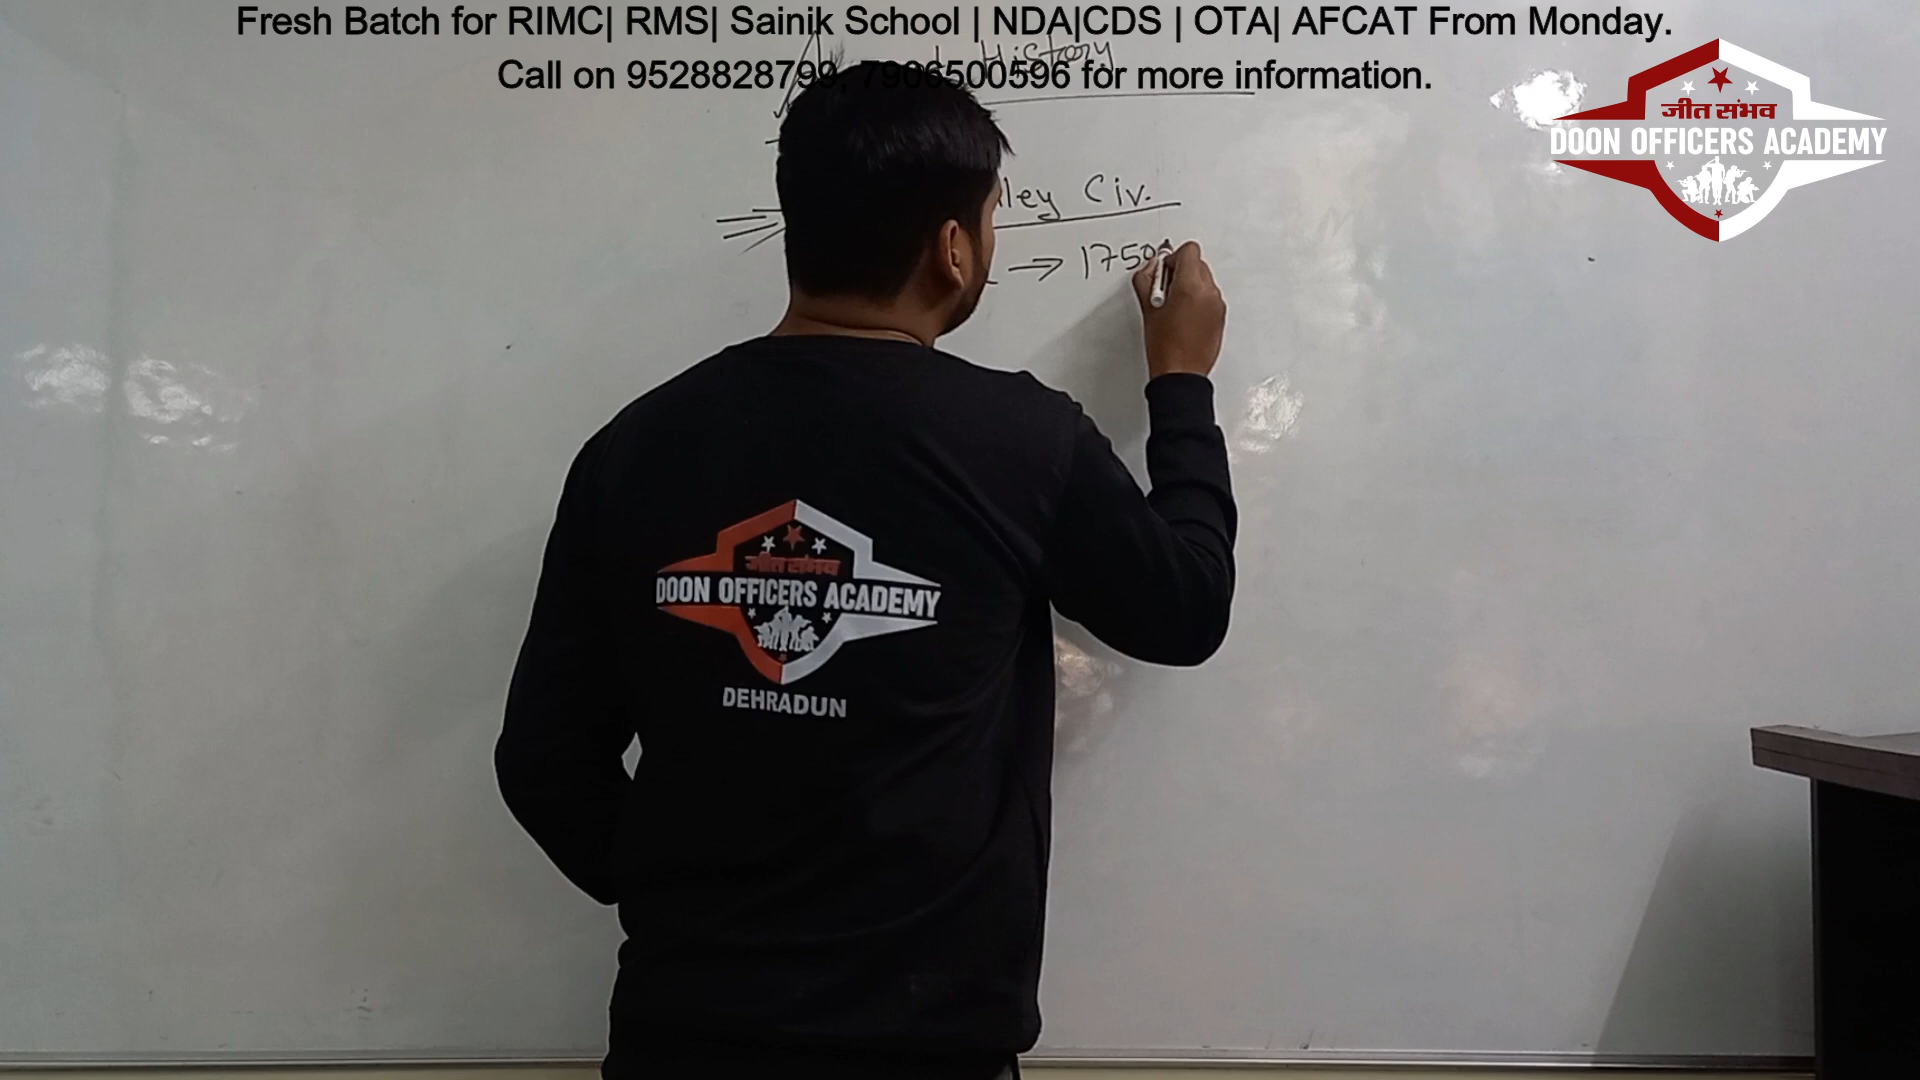 Fresh Batch for RIMC| RMS| Sainik School | NDA|CDS | OTA| AFCAT From Monday.
Call on 9528828799, 7906500596 for more information.
जीत संभव
DOON OFFICERS ACADEMY
History
Civ.
→ 1750
जीत संभव
DOON OFFICERS ACADEMY
DEHRADUN